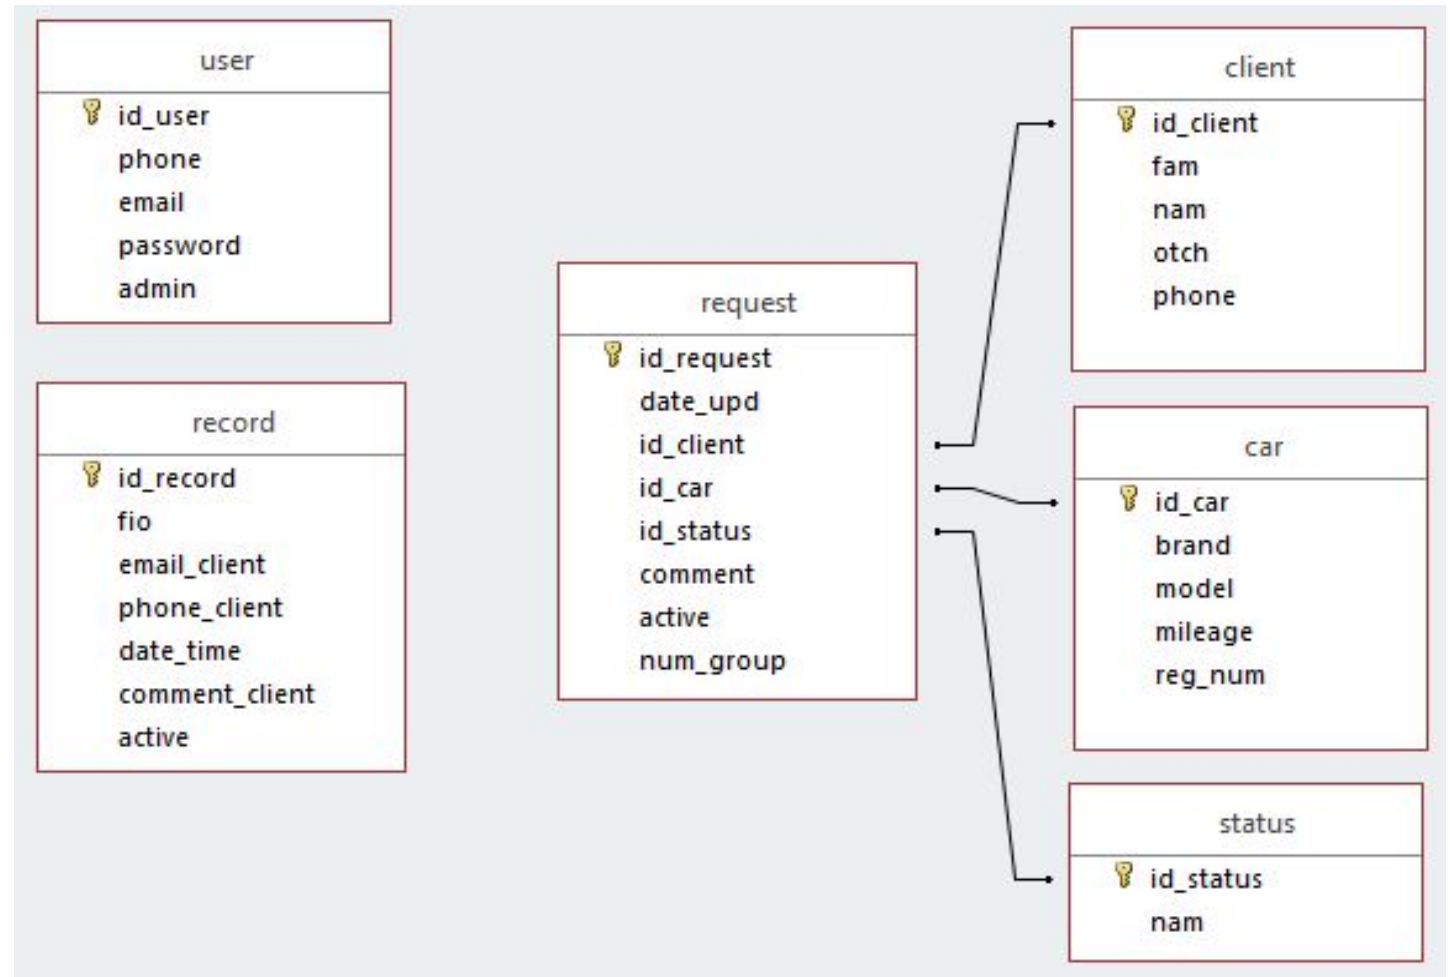 user
id_user
phone
email
password
admin
record
id_record
fio
email_client
phone_client
date_time
comment_client
active
request
id_request
date_upd
id_client
id_car
id_status
comment
active
num_group
client
id_client
fam
nam
otch
phone
car
id_car
brand
model
mileage
reg_num
status
id_status
nam